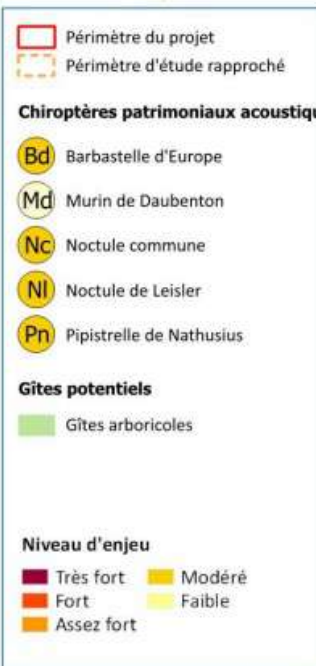 Périmètre du projet
Périmètre d'étude rapproché
Chiroptères patrimoniaux acoustiqu
Bd Barbastelle d'Europe
Md Murin de Daubenton
Nc Noctule commune
Nl Noctule de Leisler
Pn Pipistrelle de Nathusius
Gîtes potentiels
Gîtes arboricoles
Niveau d'enjeu
Très fort Modéré
Fort Faible
Assez fort